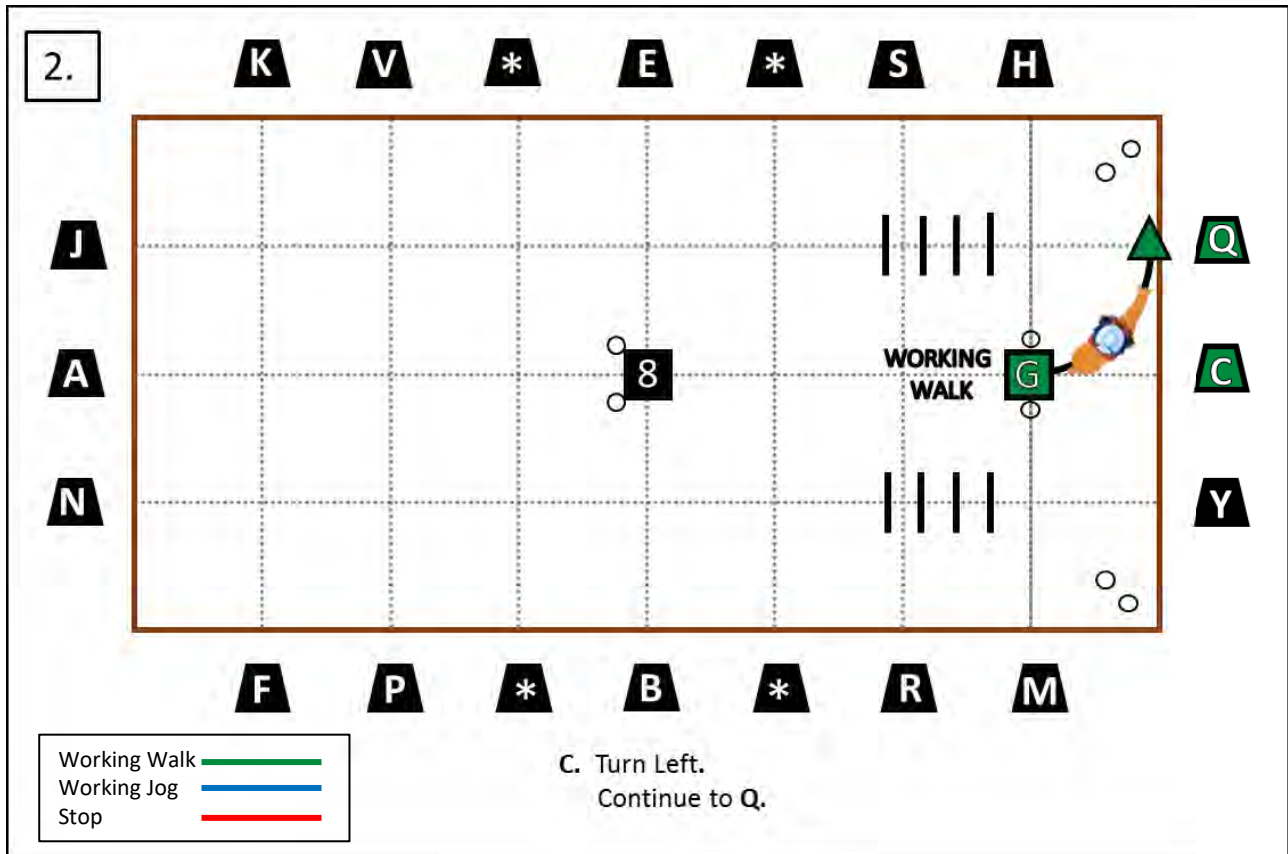 2.
K V * E * S H
J Q
A 8 WORKING WALK G C
N Y
F P * B * R M
Working Walk
Working Jog
Stop
C. Turn Left.
Continue to Q.